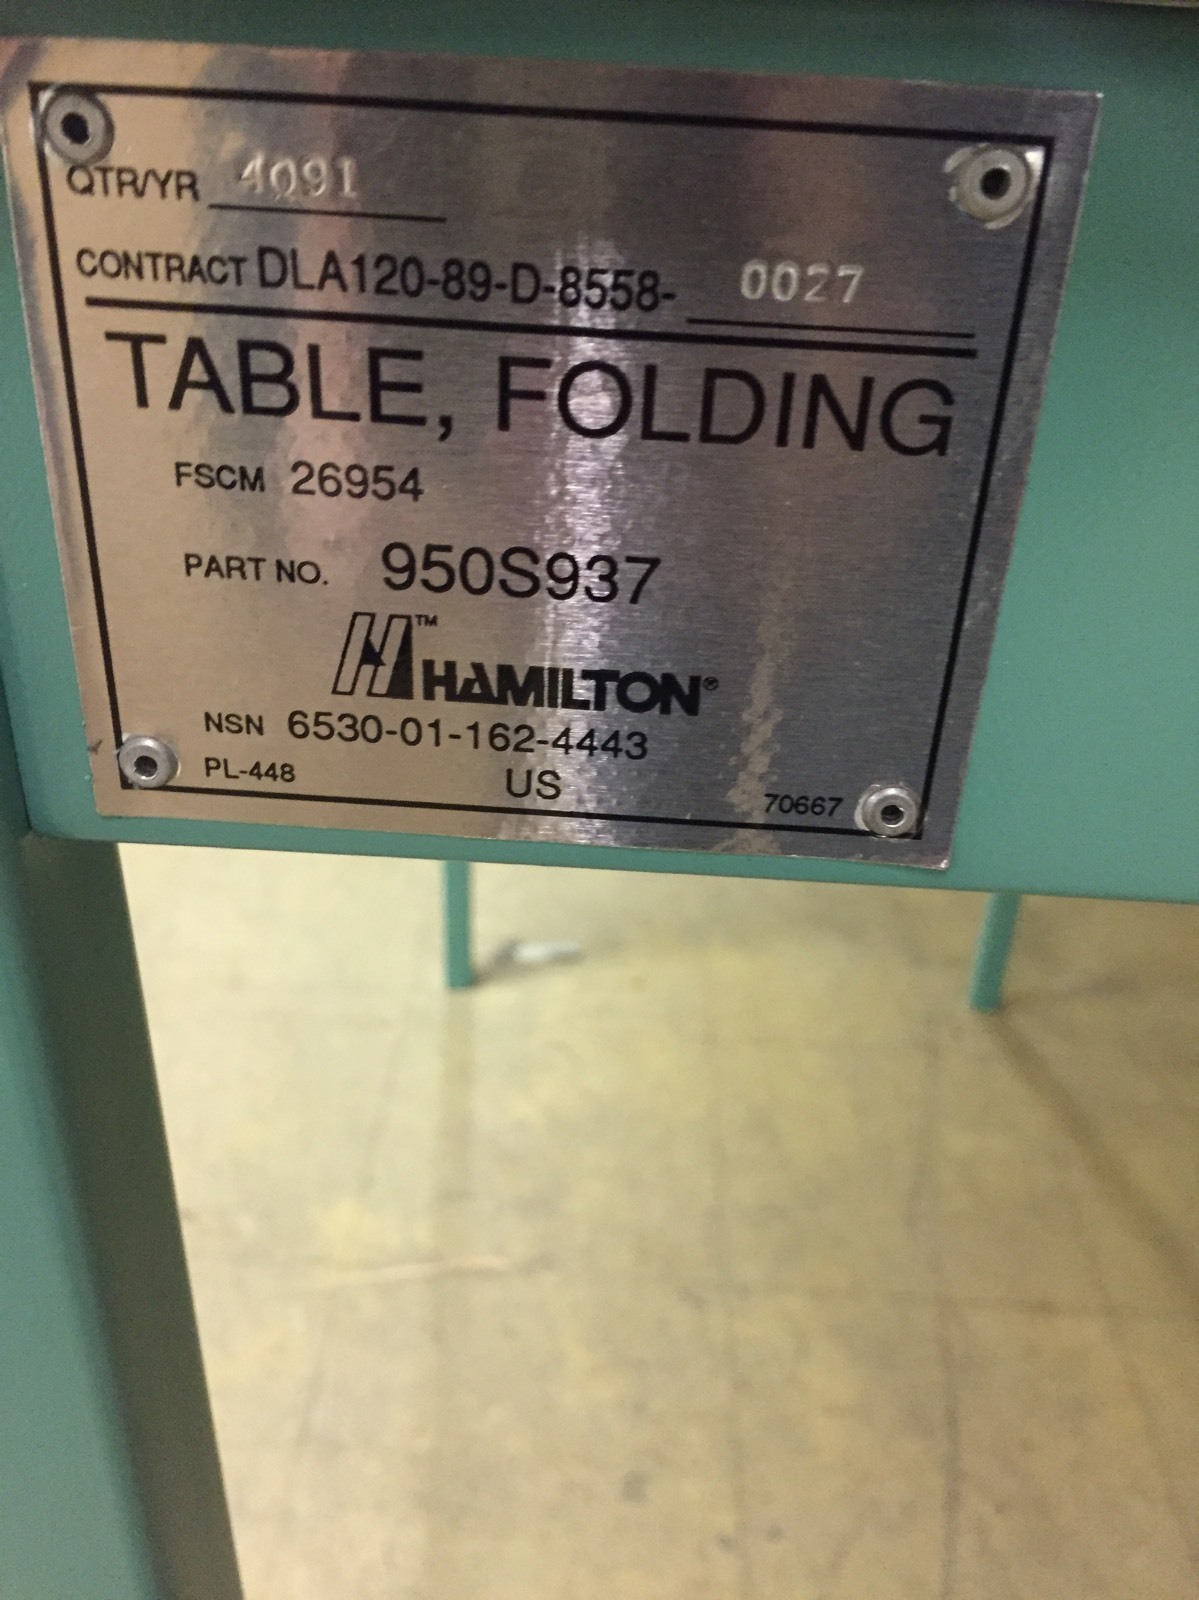 QTR/YR 4091
CONTRACT DLA120-89-D-8558- 0027
TABLE, FOLDING
FSCM 26954
PART NO. 950S937
H™ HAMILTON®
NSN 6530-01-162-4443
PL-448 US 70667